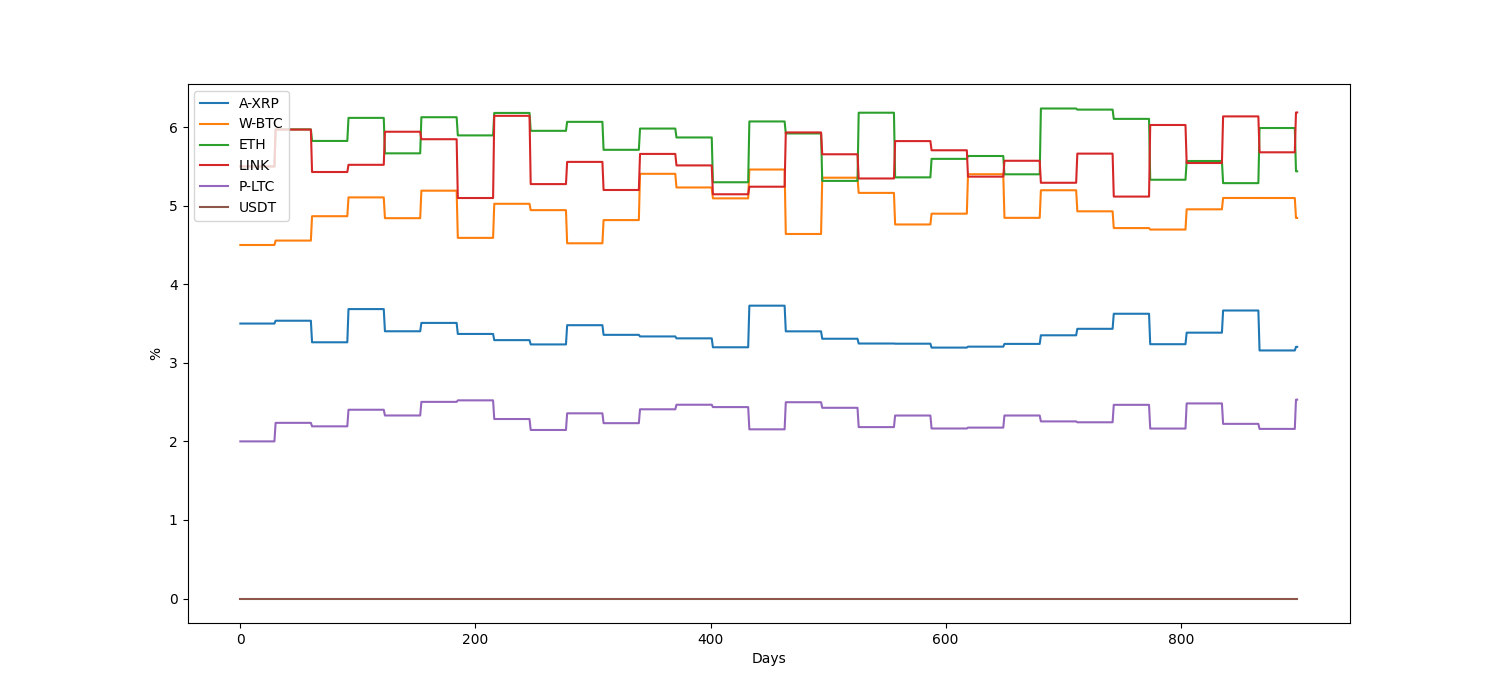 A-XRP
W-BTC
ETH
LINK
P-LTC
USDT
6
5
4
3
2
1
0
%
0 200 400 600 800
Days